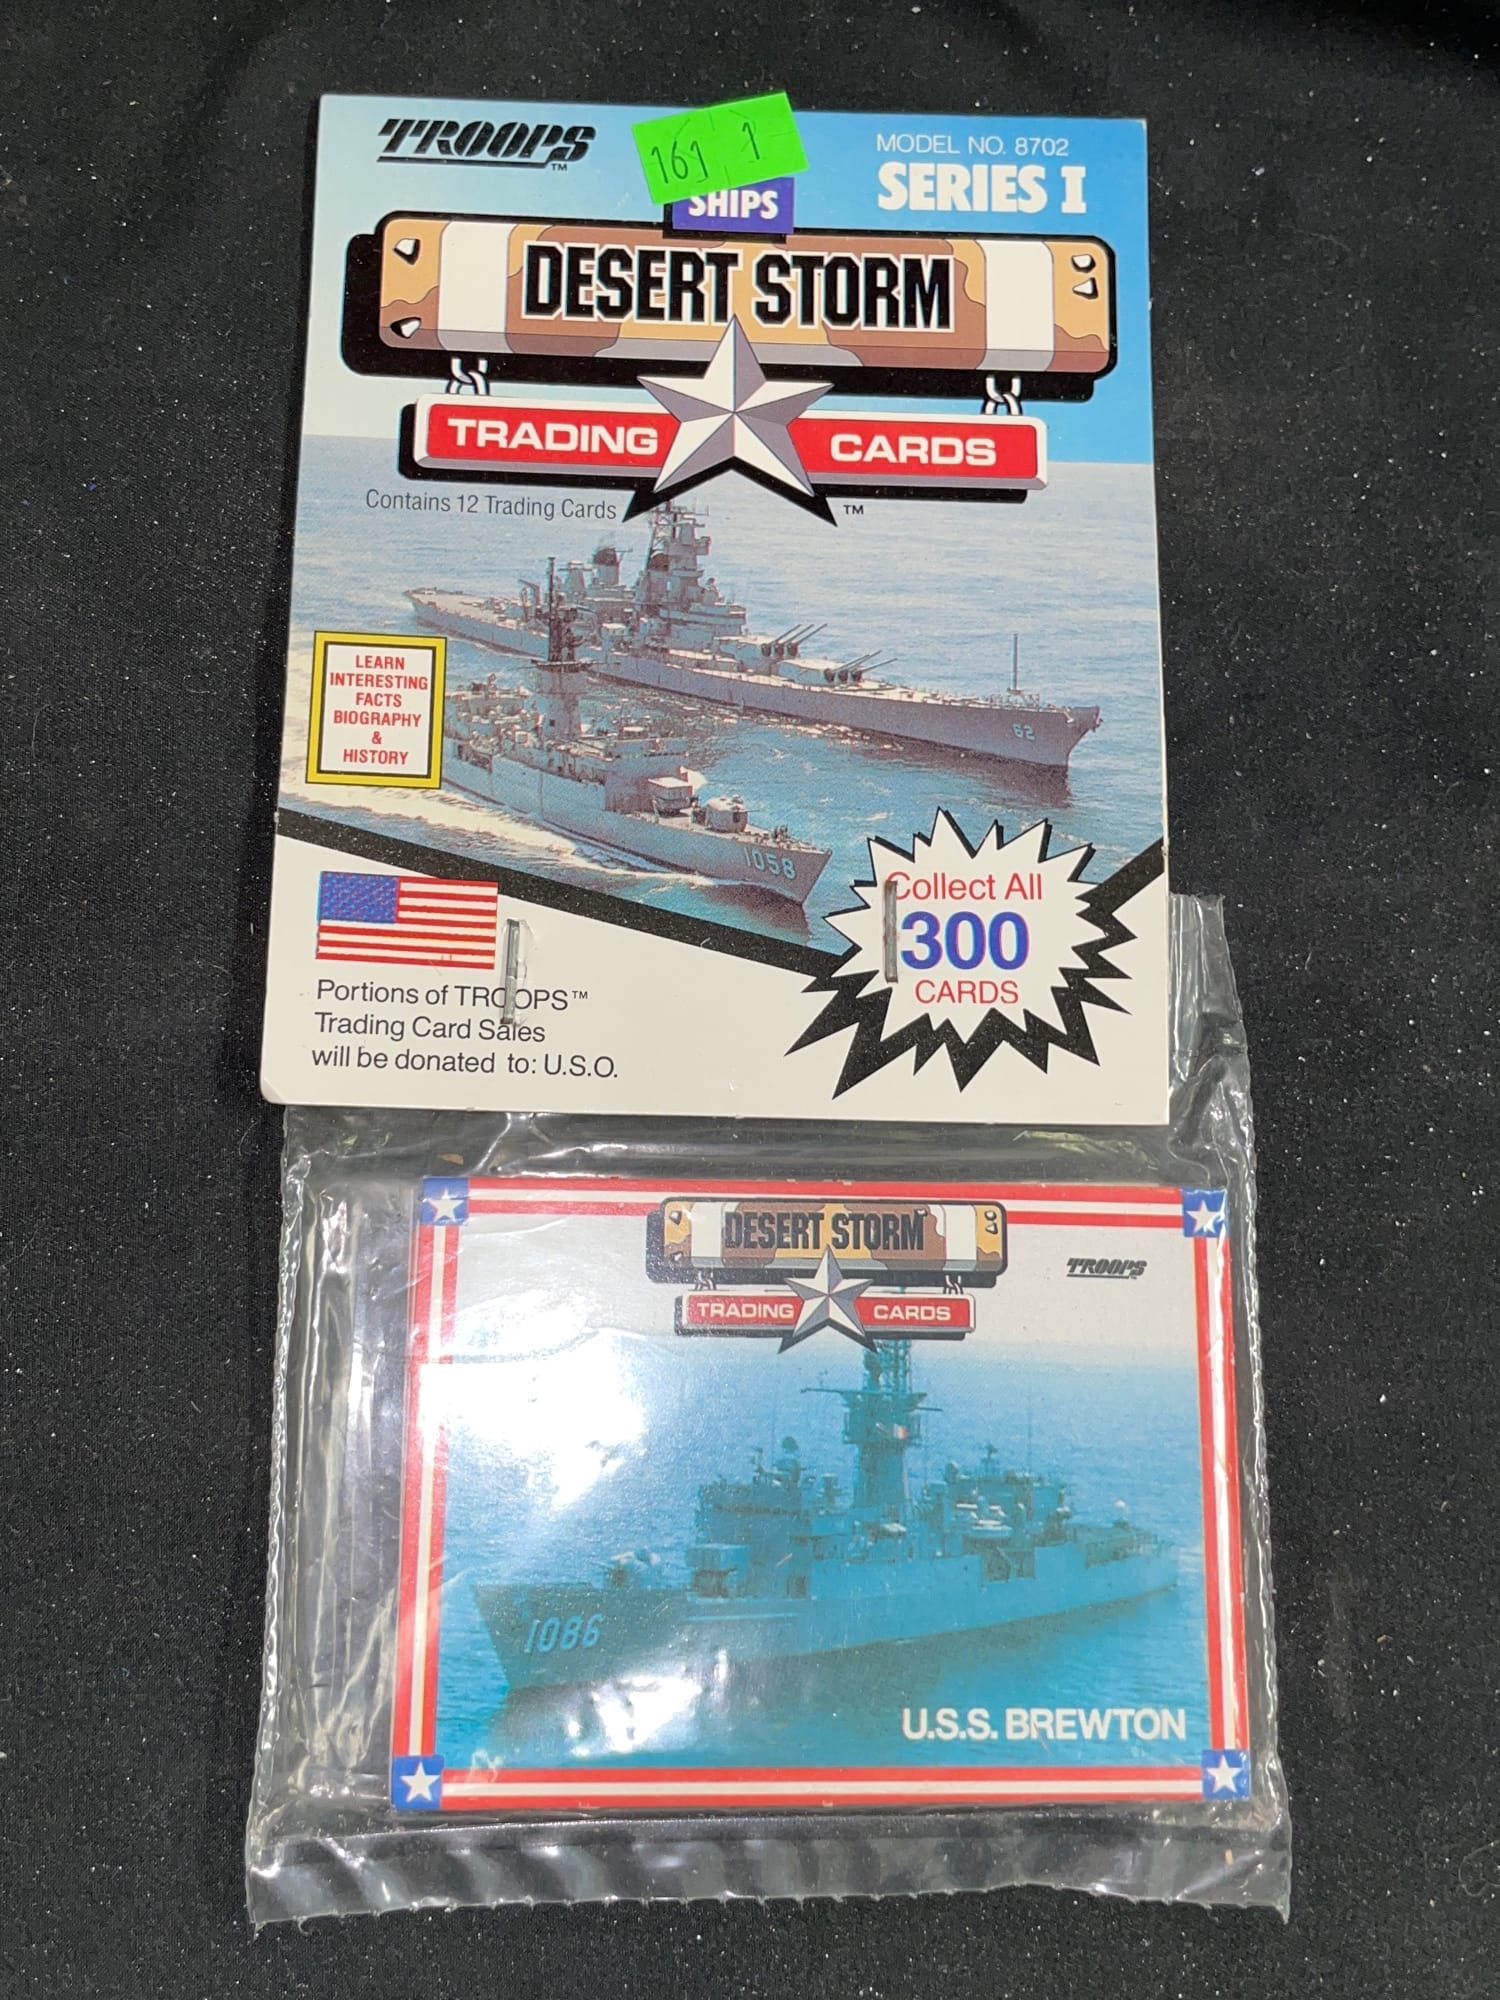 TROOPS™
161 1
SHIPS
MODEL NO. 8702
SERIES I
DESERT STORM
TRADING CARDS
™
Contains 12 Trading Cards
LEARN
INTERESTING
FACTS
BIOGRAPHY
&
HISTORY
62
1058
Collect All
300
CARDS
Portions of TROOPS™
Trading Card Sales
will be donated to: U.S.O.
DESERT STORM
TRADING CARDS
TROOPS
1086
U.S.S. BREWTON